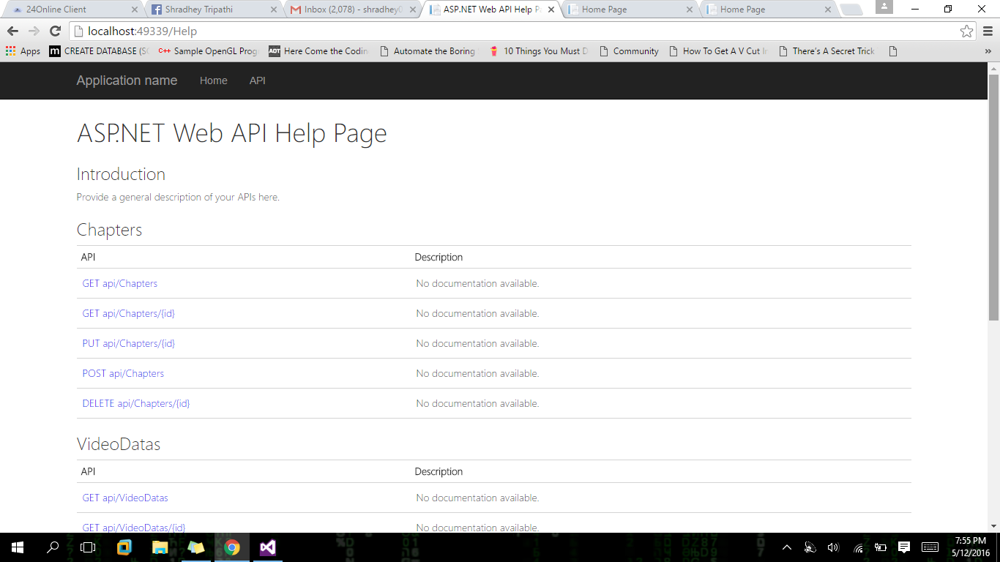 24Online Client
Shradhey Tripathi
Inbox (2,078) - shradhey0
ASP.NET Web API Help P
Home Page
Home Page
localhost:49339/Help
Apps
CREATE DATABASE (SQ
Sample OpenGL Prog
Here Come the Codin
Automate the Boring
10 Things You Must D
Community
How To Get A V Cut In
There's A Secret Trick
»
Application name
Home
API
ASP.NET Web API Help Page
Introduction
Provide a general description of your APIs here.
Chapters
API Description
GET api/Chapters No documentation available.
GET api/Chapters/{id} No documentation available.
PUT api/Chapters/{id} No documentation available.
POST api/Chapters No documentation available.
DELETE api/Chapters/{id} No documentation available.
VideoDatas
API Description
GET api/VideoDatas No documentation available.
GET api/VideoDatas/{id} No documentation available.
7:55 PM
5/12/2016